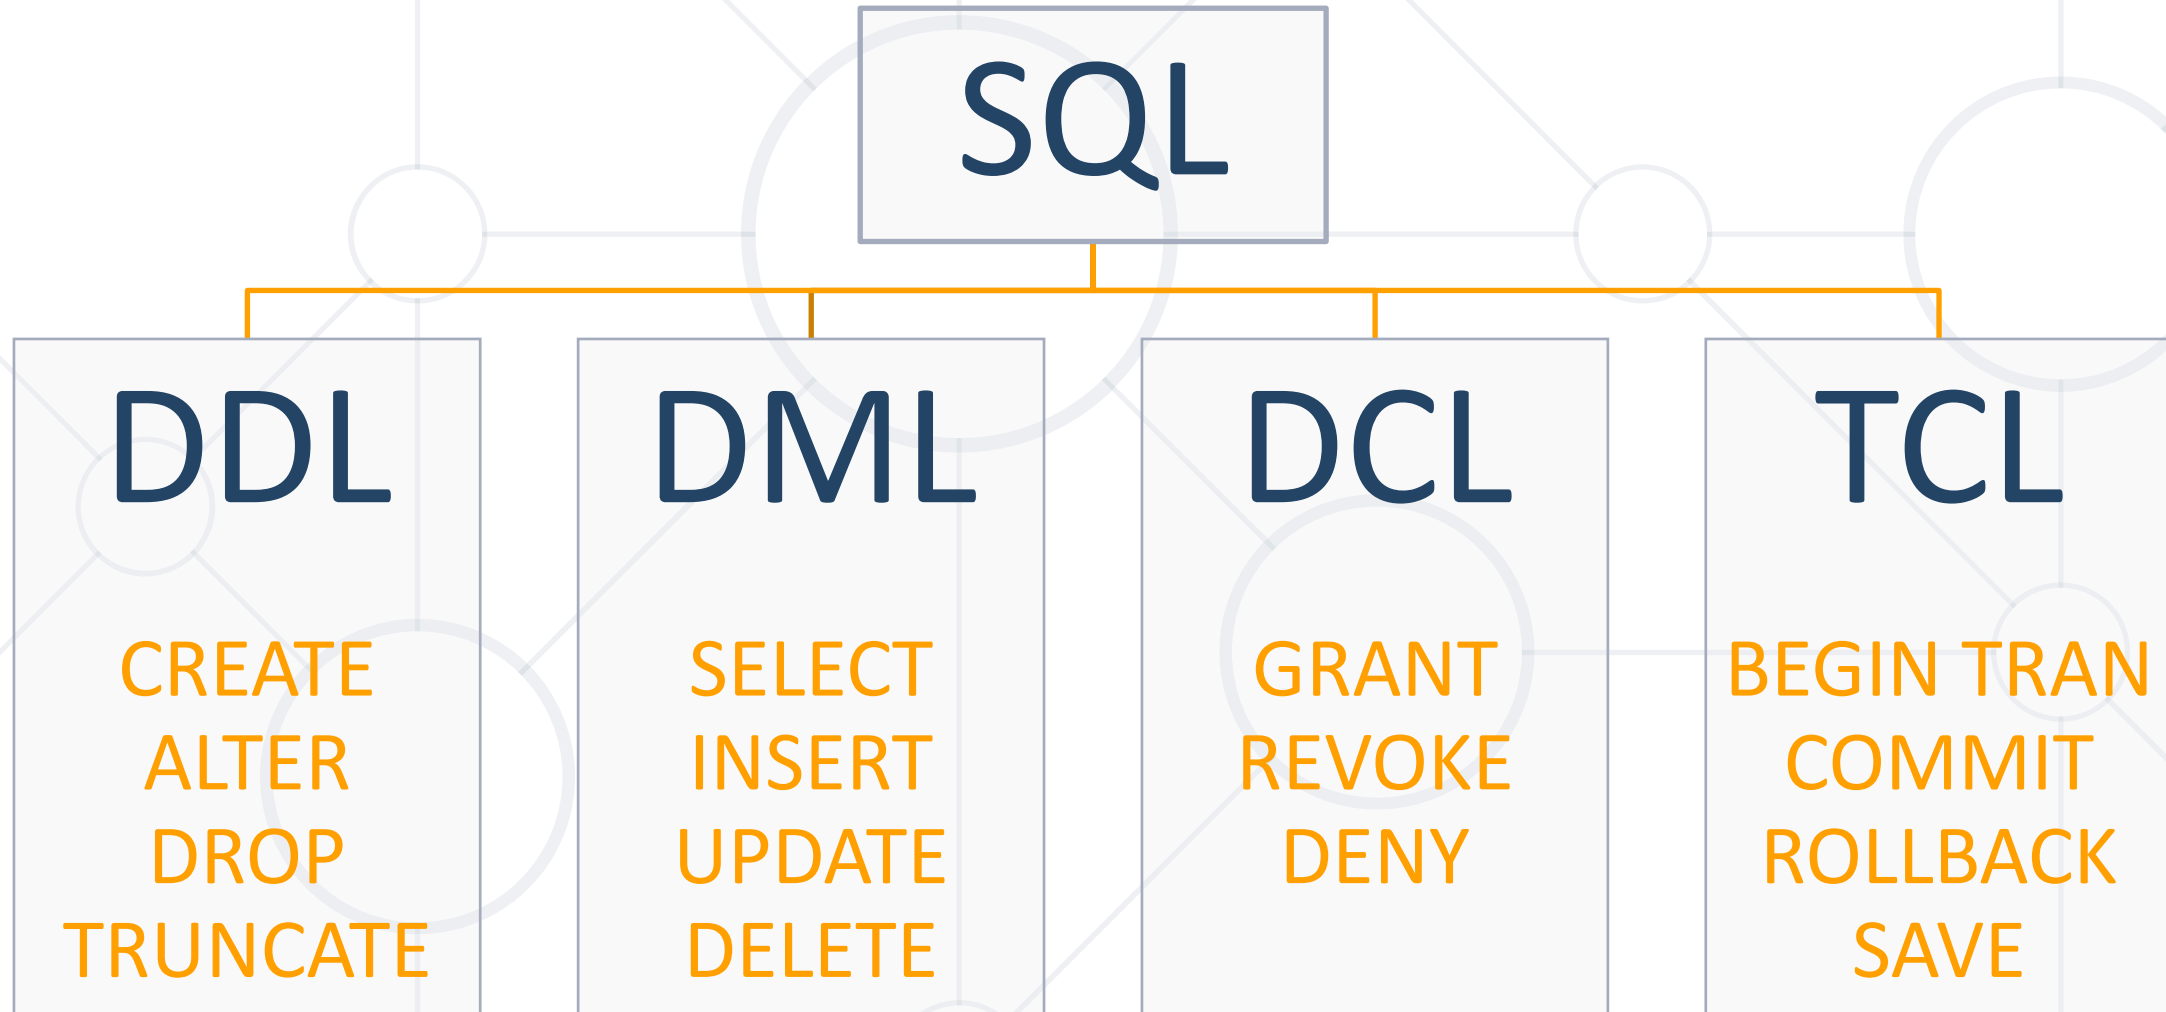 SQL
DDL
CREATE
ALTER
DROP
TRUNCATE
DML
SELECT
INSERT
UPDATE
DELETE
DCL
GRANT
REVOKE
DENY
TCL
BEGIN TRAN
COMMIT
ROLLBACK
SAVE